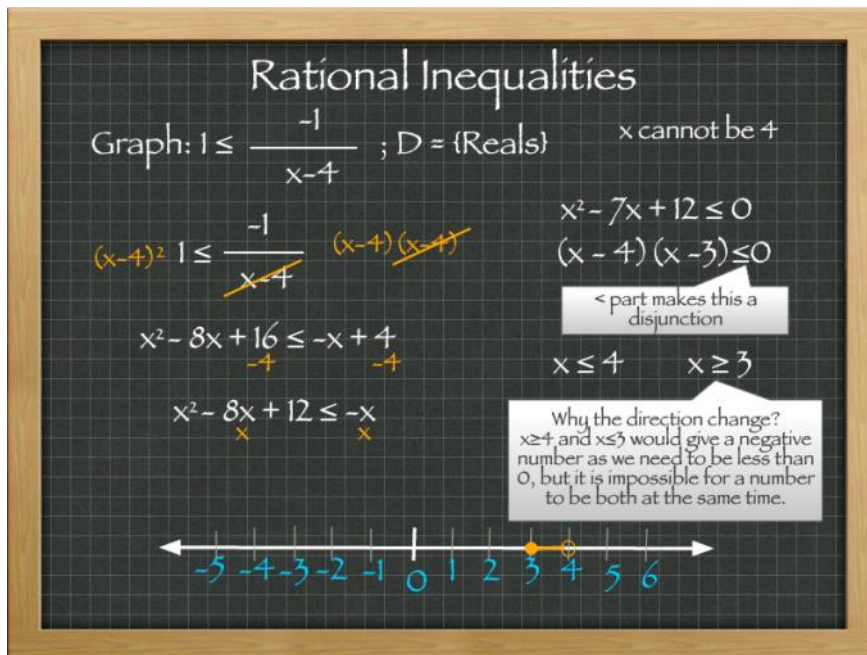 Rational Inequalities
Graph: 1 ≤ -1/(x-4) ; D = {Reals}
x cannot be 4
(x-4)² 1 ≤ -1/(x-4) (x-4)(x-4)
x² - 8x + 16 ≤ -x + 4
-4 -4
x² - 8x + 12 ≤ -x
x x
x² - 7x + 12 ≤ 0
(x - 4) (x -3) ≤0
< part makes this a
disjunction
x ≤ 4 x ≥ 3
Why the direction change?
x≥4 and x≤3 would give a negative
number as we need to be less than
0, but it is impossible for a number
to be both at the same time.
-5 -4 -3 -2 -1 0 1 2 3 4 5 6